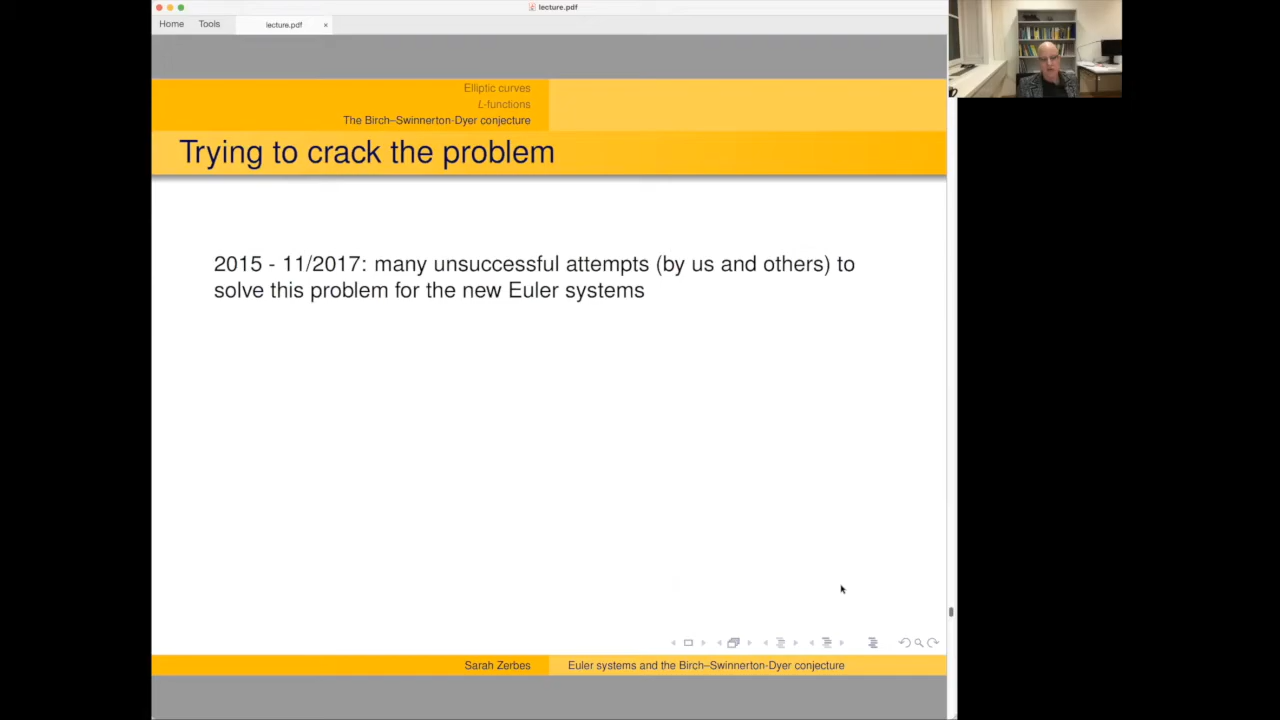 lecture.pdf
Home Tools lecture.pdf ×
Elliptic curves
L-functions
The Birch–Swinnerton-Dyer conjecture
Trying to crack the problem
2015 - 11/2017: many unsuccessful attempts (by us and others) to
solve this problem for the new Euler systems
Sarah Zerbes Euler systems and the Birch–Swinnerton-Dyer conjecture